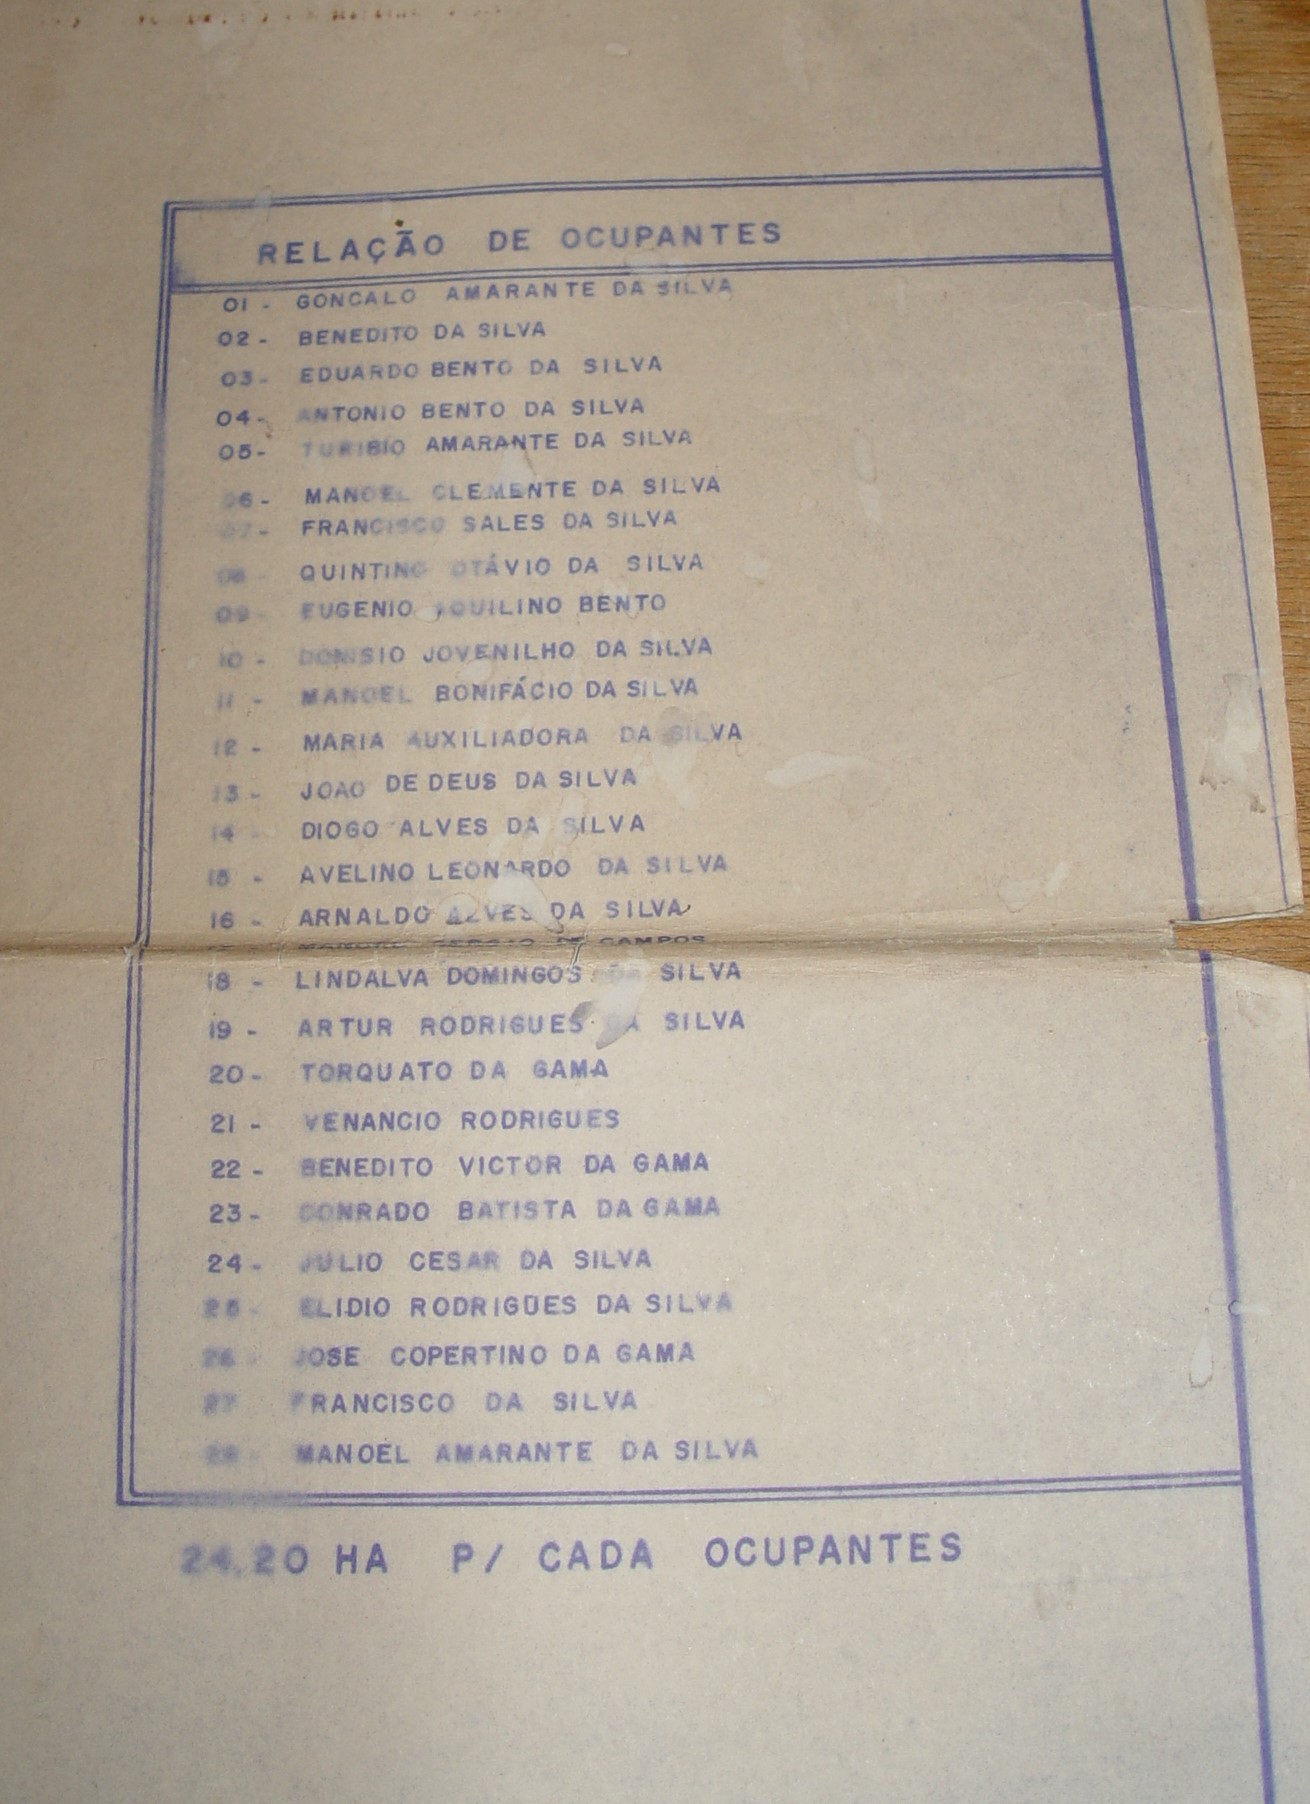 RELAÇÃO DE OCUPANTES
01 - GONCALO AMARANTE DA SILVA
02 - BENEDITO DA SILVA
03 - EDUARDO BENTO DA SILVA
04 - ANTONIO BENTO DA SILVA
05 - TURIBIO AMARANTE DA SILVA
06 - MANOEL CLEMENTE DA SILVA
07 - FRANCISCO SALES DA SILVA
08 - QUINTINO OTÁVIO DA SILVA
09 - EUGENIO AQUILINO BENTO
10 - DONISIO JOVENILHO DA SILVA
11 - MANOEL BONIFÁCIO DA SILVA
12 - MARIA AUXILIADORA DA SILVA
13 - JOAO DE DEUS DA SILVA
14 - DIOGO ALVES DA SILVA
15 - AVELINO LEONARDO DA SILVA
16 - ARNALDO ALVES DA SILVA
DE CAMPOS
18 - LINDALVA DOMINGOS DA SILVA
19 - ARTUR RODRIGUES DA SILVA
20 - TORQUATO DA GAMA
21 - VENANCIO RODRIGUES
22 - BENEDITO VICTOR DA GAMA
23 - CONRADO BATISTA DA GAMA
24 - JULIO CESAR DA SILVA
25 - ELIDIO RODRIGUES DA SILVA
26 - JOSE COPERTINO DA GAMA
27 FRANCISCO DA SILVA
28 MANOEL AMARANTE DA SILVA
24.20 HA P/ CADA OCUPANTES